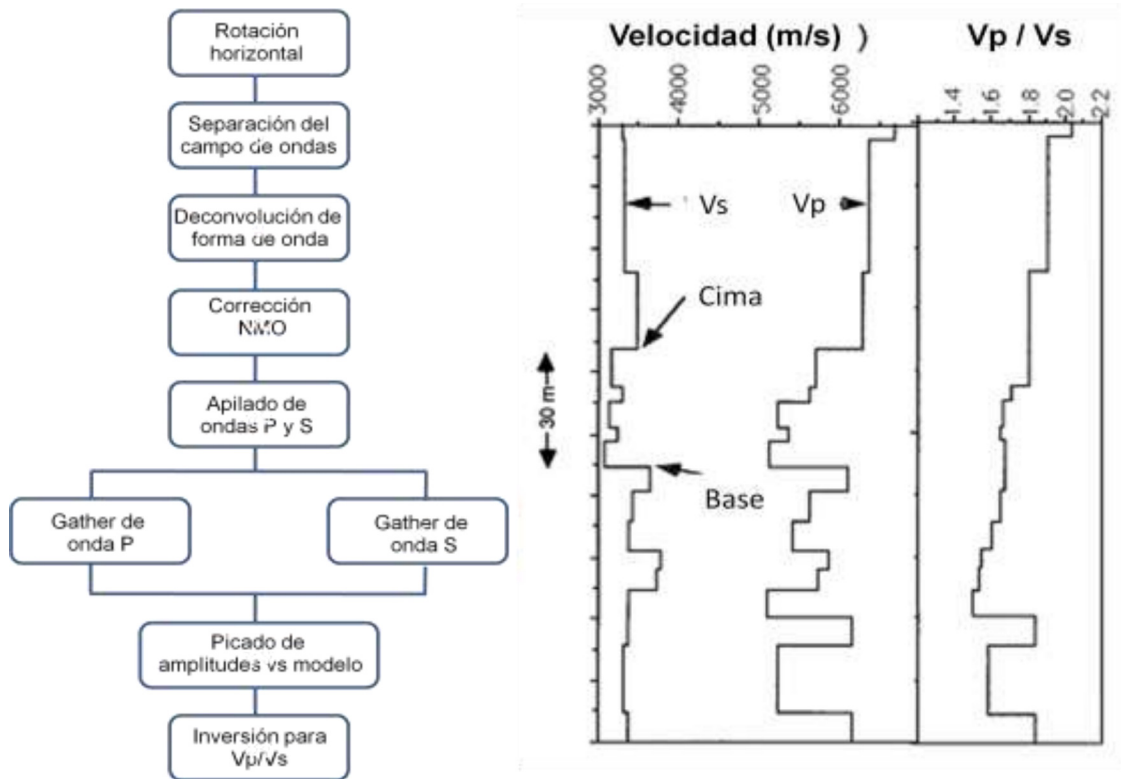 Rotación
horizontal
Separación del
campo de ondas
Deconvolución de
forma de onda
Corrección
NMO
Apilado de
ondas P y S
Gather de
onda P
Gather de
onda S
Picado de
amplitudes vs modelo
Inversión para
Vp/Vs
Velocidad (m/s) )
3000
4000
5000
6000
Vs
Vp
Cima
30 m
Base
Vp / Vs
1.4
1.6
1.8
2.0
2.2